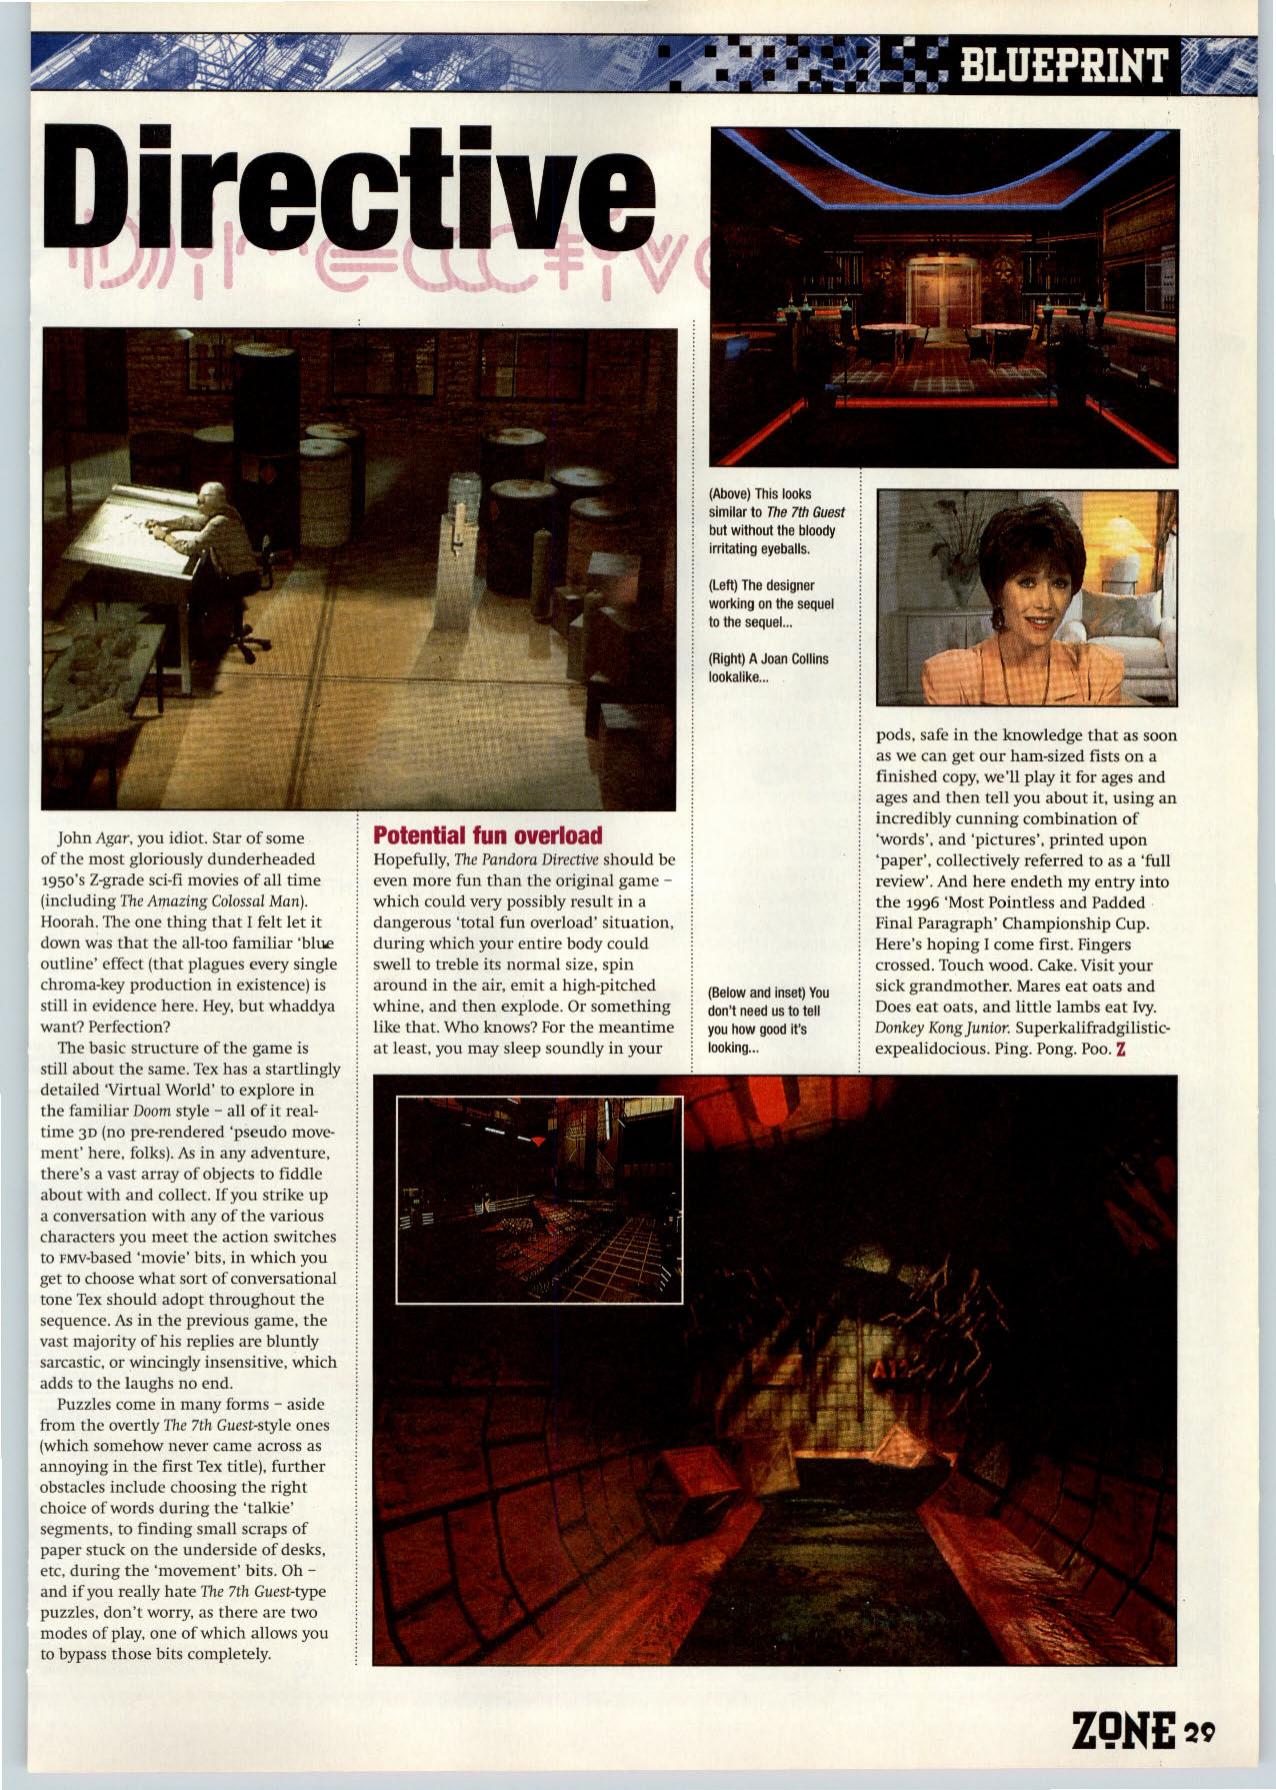 BLUEPRINT
Directive
Directive
(Above) This looks
similar to The 7th Guest
but without the bloody
irritating eyeballs.
(Left) The designer
working on the sequel
to the sequel...
(Right) A Joan Collins
lookalike...
John Agar, you idiot. Star of some
of the most gloriously dunderheaded
1950's Z-grade sci-fi movies of all time
(including The Amazing Colossal Man).
Hoorah. The one thing that I felt let it
down was that the all-too familiar 'blue
outline' effect (that plagues every single
chroma-key production in existence) is
still in evidence here. Hey, but whaddya
want? Perfection?
The basic structure of the game is
still about the same. Tex has a startlingly
detailed 'Virtual World' to explore in
the familiar Doom style – all of it real-
time 3D (no pre-rendered 'pseudo move-
ment' here, folks). As in any adventure,
there's a vast array of objects to fiddle
about with and collect. If you strike up
a conversation with any of the various
characters you meet the action switches
to FMV-based 'movie' bits, in which you
get to choose what sort of conversational
tone Tex should adopt throughout the
sequence. As in the previous game, the
vast majority of his replies are bluntly
sarcastic, or wincingly insensitive, which
adds to the laughs no end.
Puzzles come in many forms – aside
from the overtly The 7th Guest-style ones
(which somehow never came across as
annoying in the first Tex title), further
obstacles include choosing the right
choice of words during the 'talkie'
segments, to finding small scraps of
paper stuck on the underside of desks,
etc, during the 'movement' bits. Oh –
and if you really hate The 7th Guest-type
puzzles, don't worry, as there are two
modes of play, one of which allows you
to bypass those bits completely.
Potential fun overload
Hopefully, The Pandora Directive should be
even more fun than the original game –
which could very possibly result in a
dangerous 'total fun overload' situation,
during which your entire body could
swell to treble its normal size, spin
around in the air, emit a high-pitched
whine, and then explode. Or something
like that. Who knows? For the meantime
at least, you may sleep soundly in your
(Below and inset) You
don't need us to tell
you how good it's
looking...
pods, safe in the knowledge that as soon
as we can get our ham-sized fists on a
finished copy, we'll play it for ages and
ages and then tell you about it, using an
incredibly cunning combination of
'words', and 'pictures', printed upon
'paper', collectively referred to as a 'full
review'. And here endeth my entry into
the 1996 'Most Pointless and Padded
Final Paragraph' Championship Cup.
Here's hoping I come first. Fingers
crossed. Touch wood. Cake. Visit your
sick grandmother. Mares eat oats and
Does eat oats, and little lambs eat Ivy.
Donkey Kong Junior. Superkalifradgilistic-
expealidocious. Ping. Pong. Poo. Z
ZONE 29